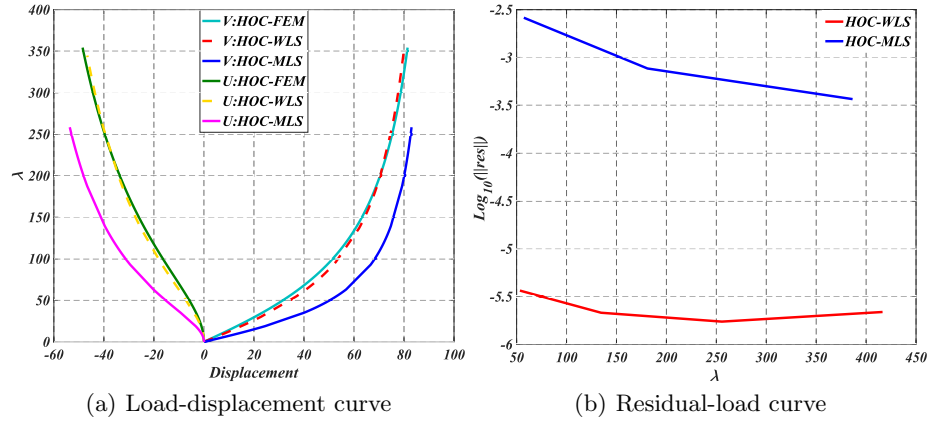 400
350
300
250
200
150
100
50
0
λ
-60
-40
-20
0
20
40
60
80
100
Displacement
V:HOC-FEM
V:HOC-WLS
V:HOC-MLS
U:HOC-FEM
U:HOC-WLS
U:HOC-MLS
(a) Load-displacement curve
-2.5
-3
-3.5
-4
-4.5
-5
-5.5
-6
Log10(||res||)
50
100
150
200
250
300
350
400
450
λ
HOC-WLS
HOC-MLS
(b) Residual-load curve